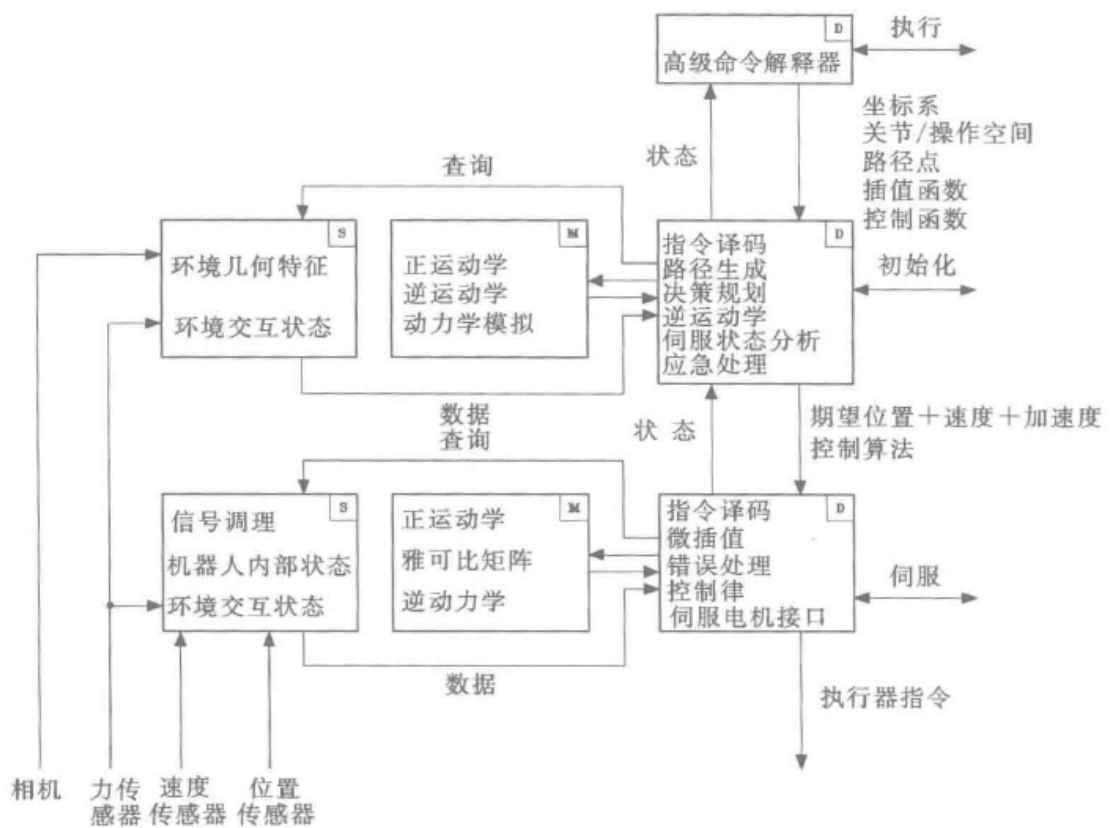 D
执行
高级命令解释器
坐标系
关节/操作空间
路径点
插值函数
控制函数
状态
查询
S
环境几何特征
环境交互状态
M
正运动学
逆运动学
动力学模拟
D
指令译码
路径生成
决策规划
逆运动学
伺服状态分析
应急处理
初始化
数据
查询
状 态
期望位置＋速度＋加速度
控制算法
S
信号调理
机器人内部状态
环境交互状态
M
正运动学
雅可比矩阵
逆动力学
D
指令译码
微插值
错误处理
控制律
伺服电机接口
伺服
数据
执行器指令
相机
力传
感器
速度
传感器
位置
传感器